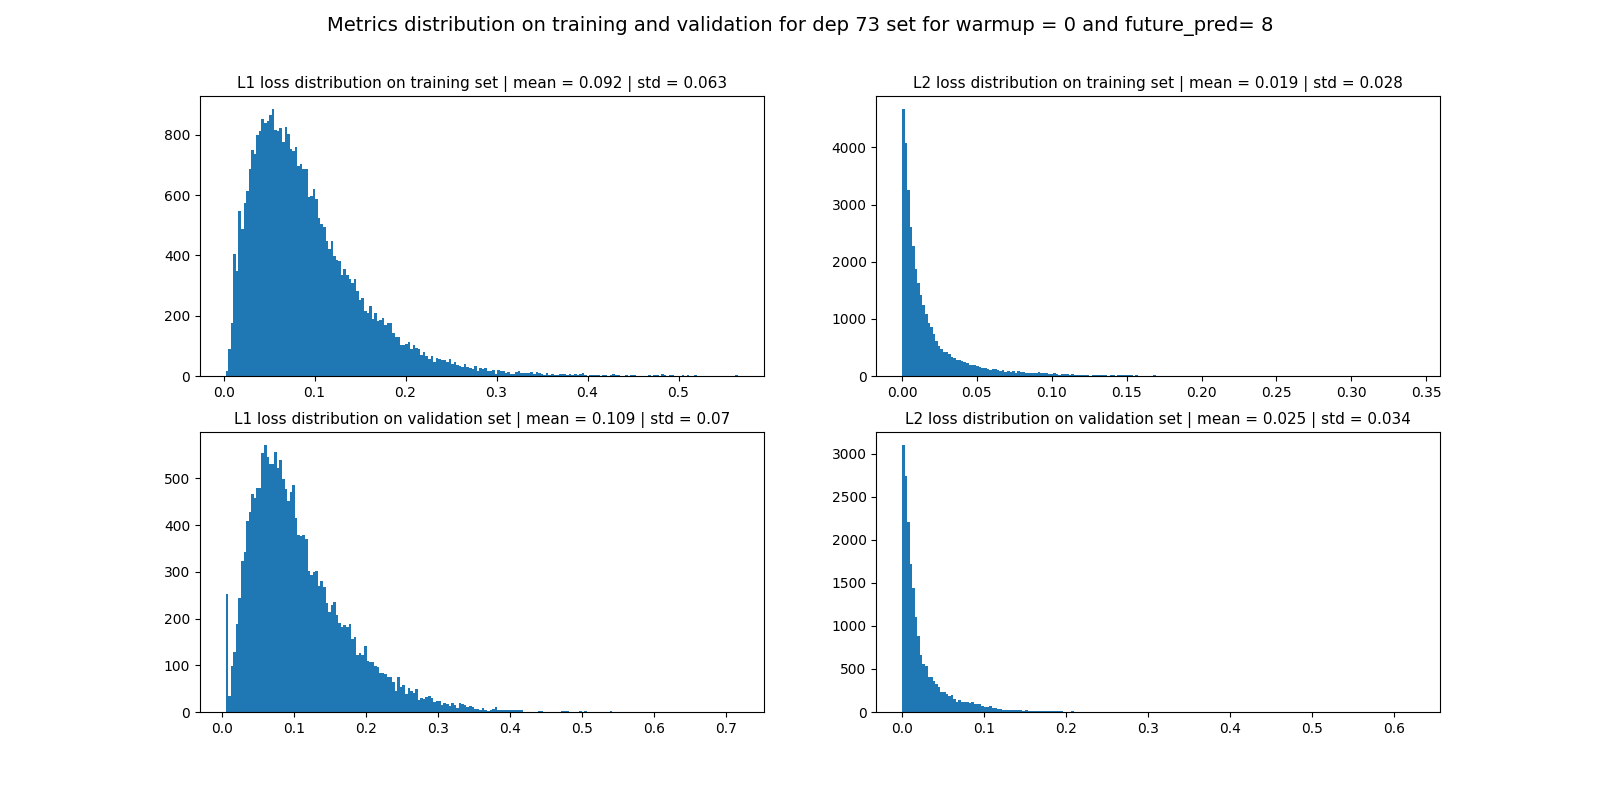 Metrics distribution on training and validation for dep 73 set for warmup = 0 and future_pred= 8
L1 loss distribution on training set | mean = 0.092 | std = 0.063
800
600
400
200
0
0.0 0.1 0.2 0.3 0.4 0.5
L2 loss distribution on training set | mean = 0.019 | std = 0.028
4000
3000
2000
1000
0
0.00 0.05 0.10 0.15 0.20 0.25 0.30 0.35
L1 loss distribution on validation set | mean = 0.109 | std = 0.07
500
400
300
200
100
0
0.0 0.1 0.2 0.3 0.4 0.5 0.6 0.7
L2 loss distribution on validation set | mean = 0.025 | std = 0.034
3000
2500
2000
1500
1000
500
0
0.0 0.1 0.2 0.3 0.4 0.5 0.6